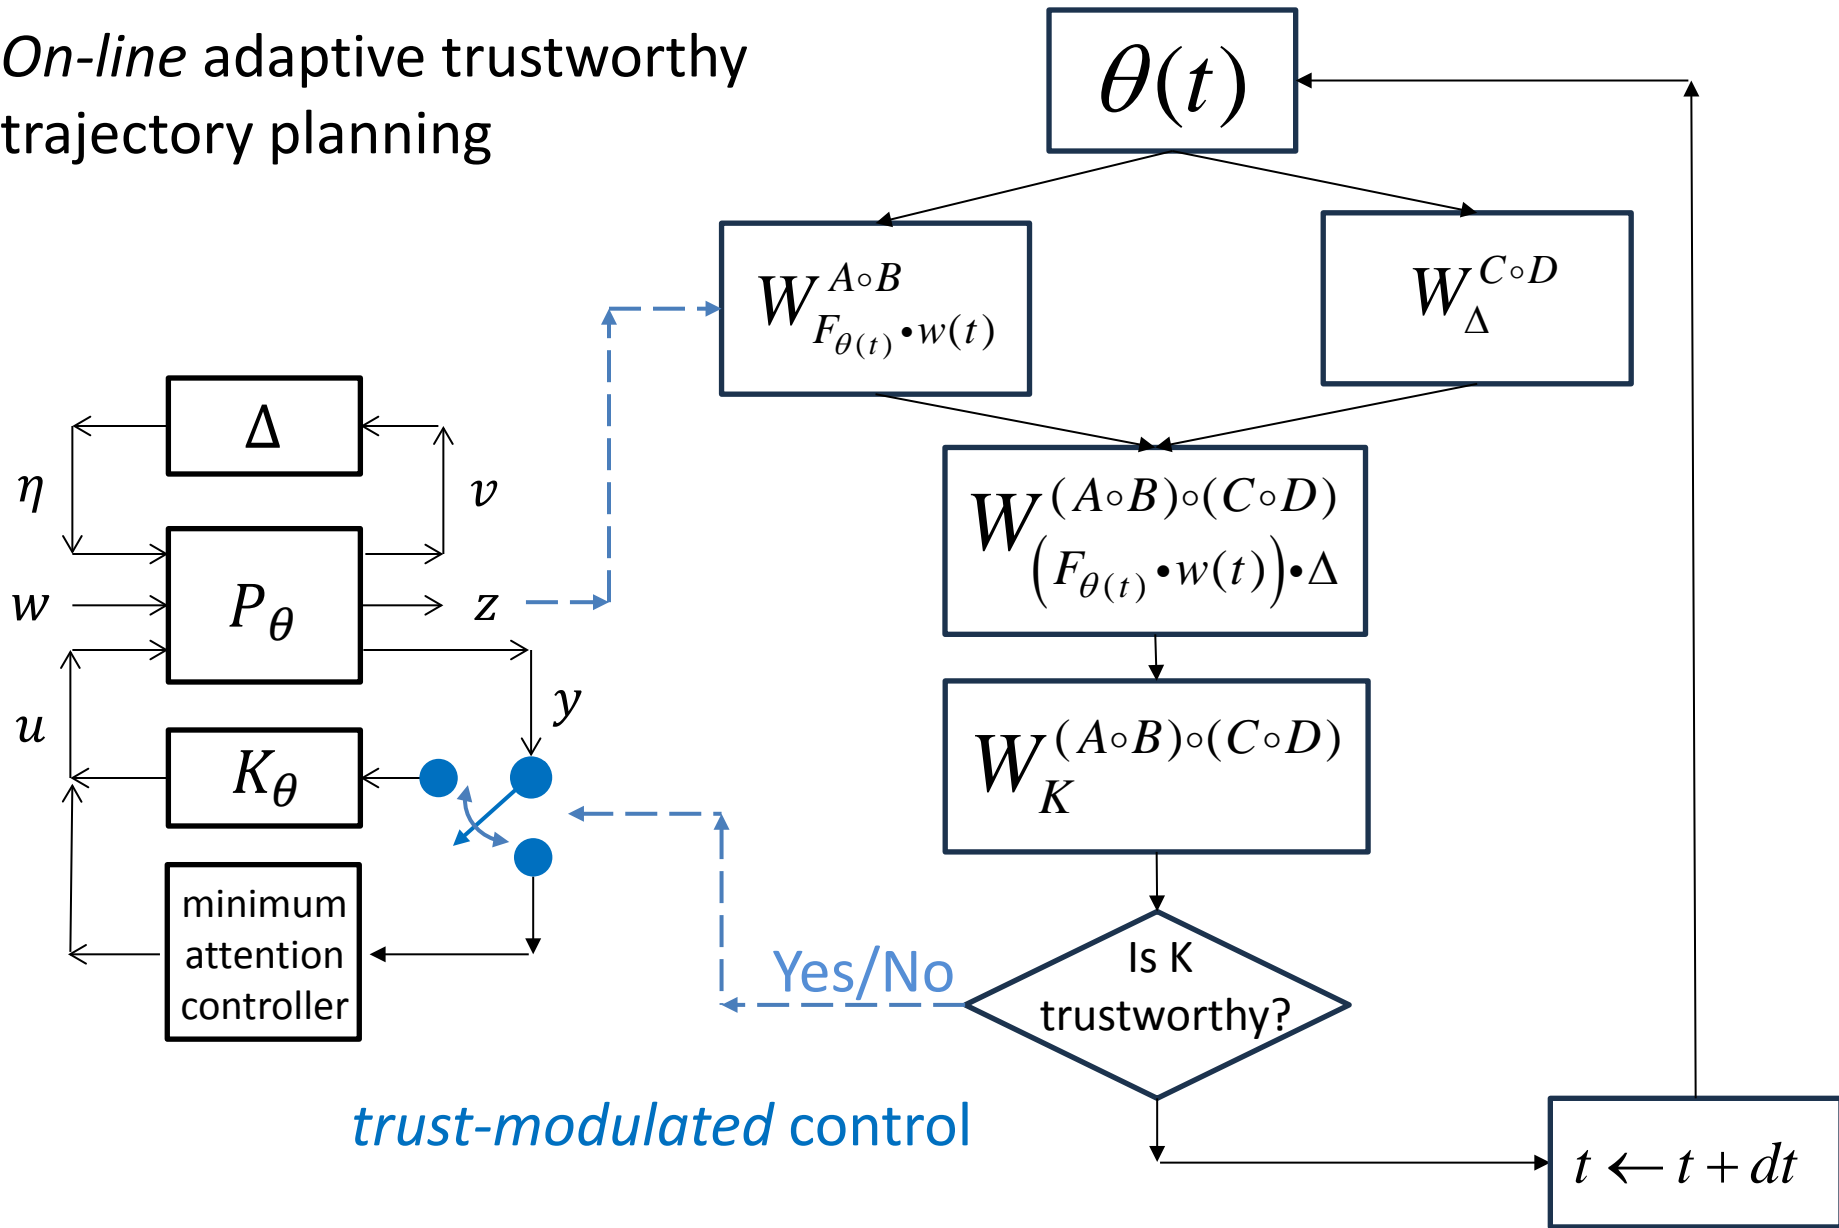 On-line adaptive trustworthy
trajectory planning
θ(t)
W^{A∘B}_{F_{θ(t)}•w(t)}
W^{C∘D}_{Δ}
Δ
η
v
W^{(A∘B)∘(C∘D)}_{(F_{θ(t)}•w(t))•Δ}
w
P_θ
z
y
u
K_θ
W^{(A∘B)∘(C∘D)}_{K}
minimum
attention
controller
Yes/No
Is K
trustworthy?
trust-modulated control
t ← t + dt